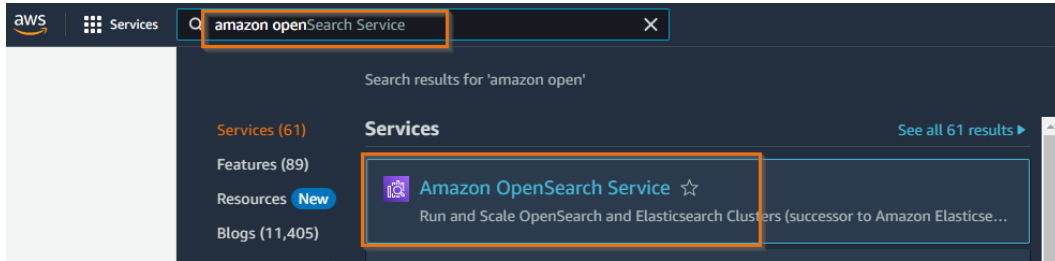 aws
Services
amazon openSearch Service
Search results for 'amazon open'
Services (61)
Features (89)
Resources New
Blogs (11,405)
Services
See all 61 results
Amazon OpenSearch Service
Run and Scale OpenSearch and Elasticsearch Clusters (successor to Amazon Elasticse...